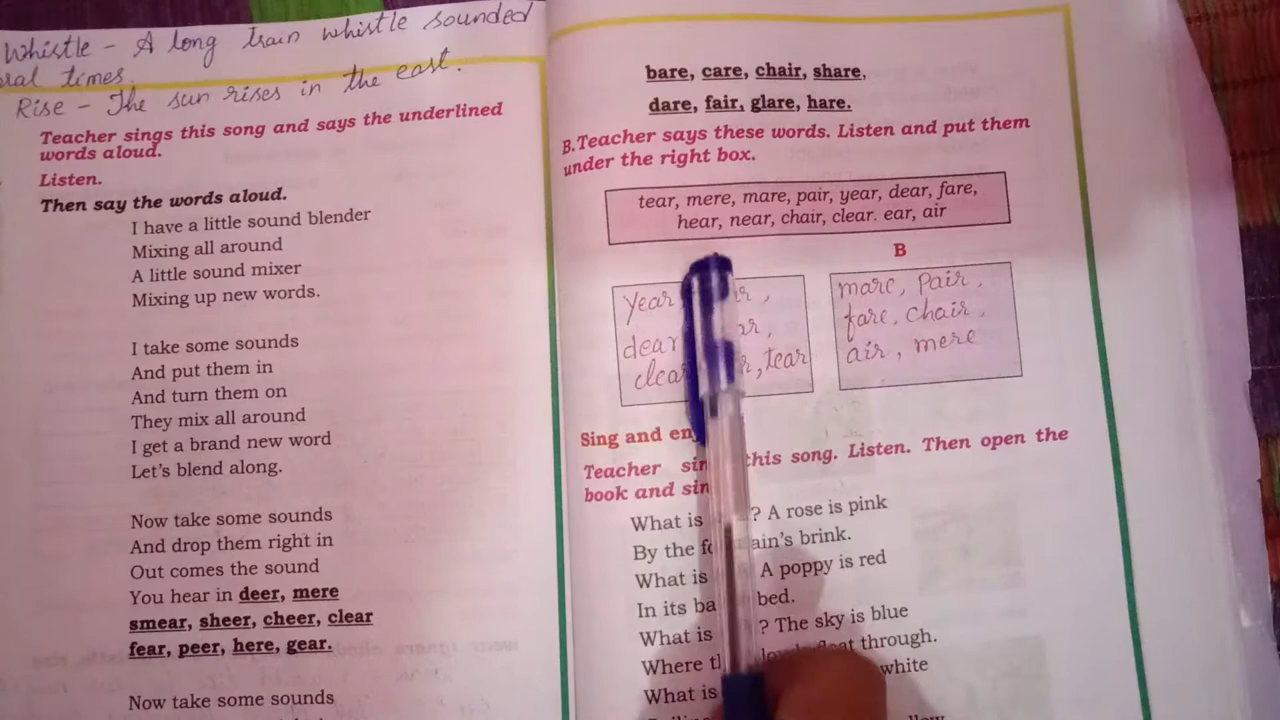 Whistle - A long train whistle sounded
times.
Rise - The sun rises in the east.
Teacher sings this song and says the underlined
words aloud.
Listen.
Then say the words aloud.
I have a little sound blender
Mixing all around
A little sound mixer
Mixing up new words.
I take some sounds
And put them in
And turn them on
They mix all around
I get a brand new word
Let's blend along.
Now take some sounds
And drop them right in
Out comes the sound
You hear in deer, mere
smear, sheer, cheer, clear
fear, peer, here, gear.
Now take some sounds
bare, care, chair, share,
dare, fair, glare, hare.
B.Teacher says these words. Listen and put them
under the right box.
tear, mere, mare, pair, year, dear, fare,
hear, near, chair, clear. ear, air
year
dear
clear
, tear
B
mare, Pair,
fare, Chair,
air, mere
Sing and
Teacher this song. Listen. Then open the
book and
What is ? A rose is pink
By the brink.
What is A poppy is red
In its bed.
What is ? The sky is blue
Where through.
What is white